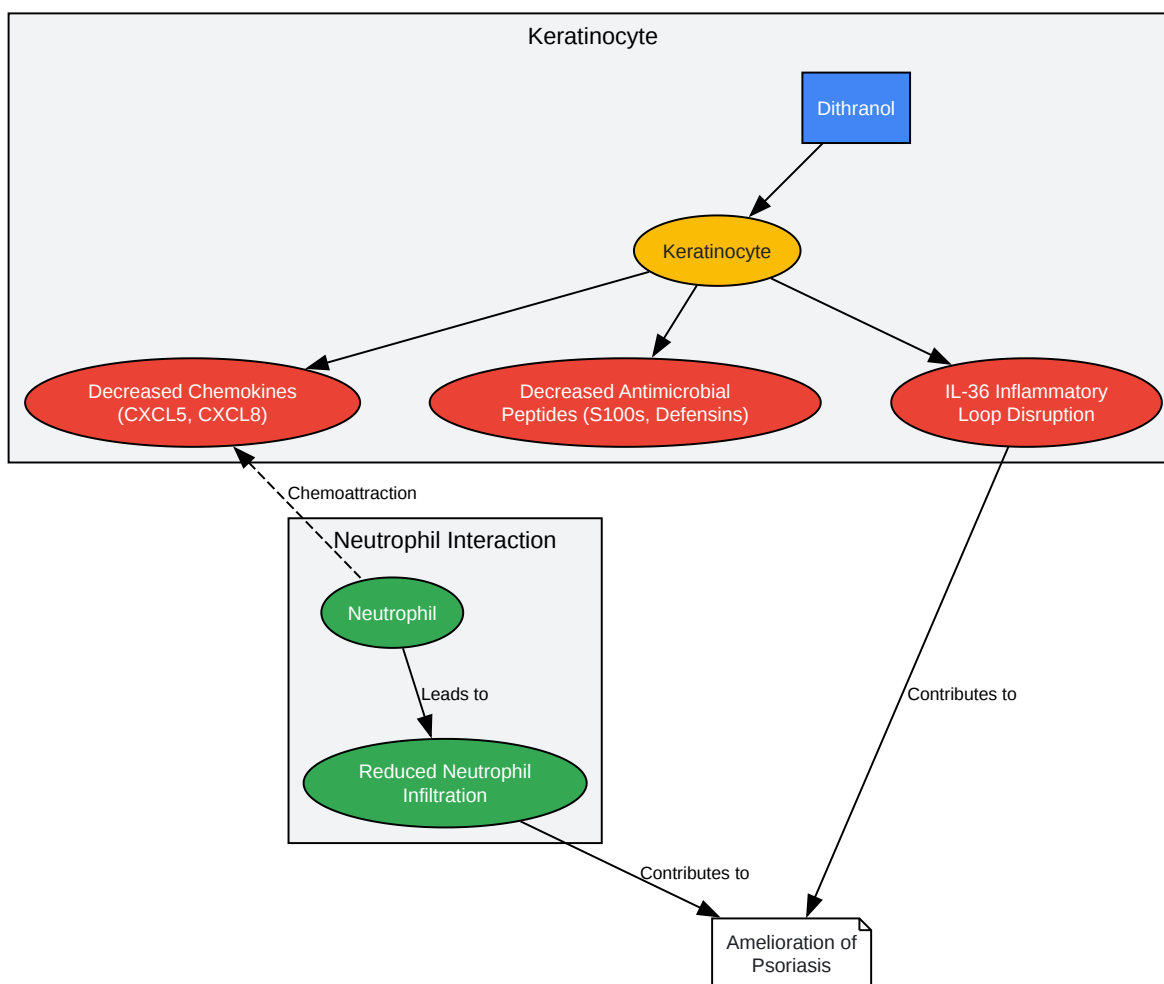 Keratinocyte
Dithranol
Keratinocyte
Decreased Chemokines
(CXCL5, CXCL8)
Decreased Antimicrobial
Peptides (S100s, Defensins)
IL-36 Inflammatory
Loop Disruption
Chemoattraction
Neutrophil Interaction
Neutrophil
Leads to
Contributes to
Reduced Neutrophil
Infiltration
Contributes to
Amelioration of
Psoriasis